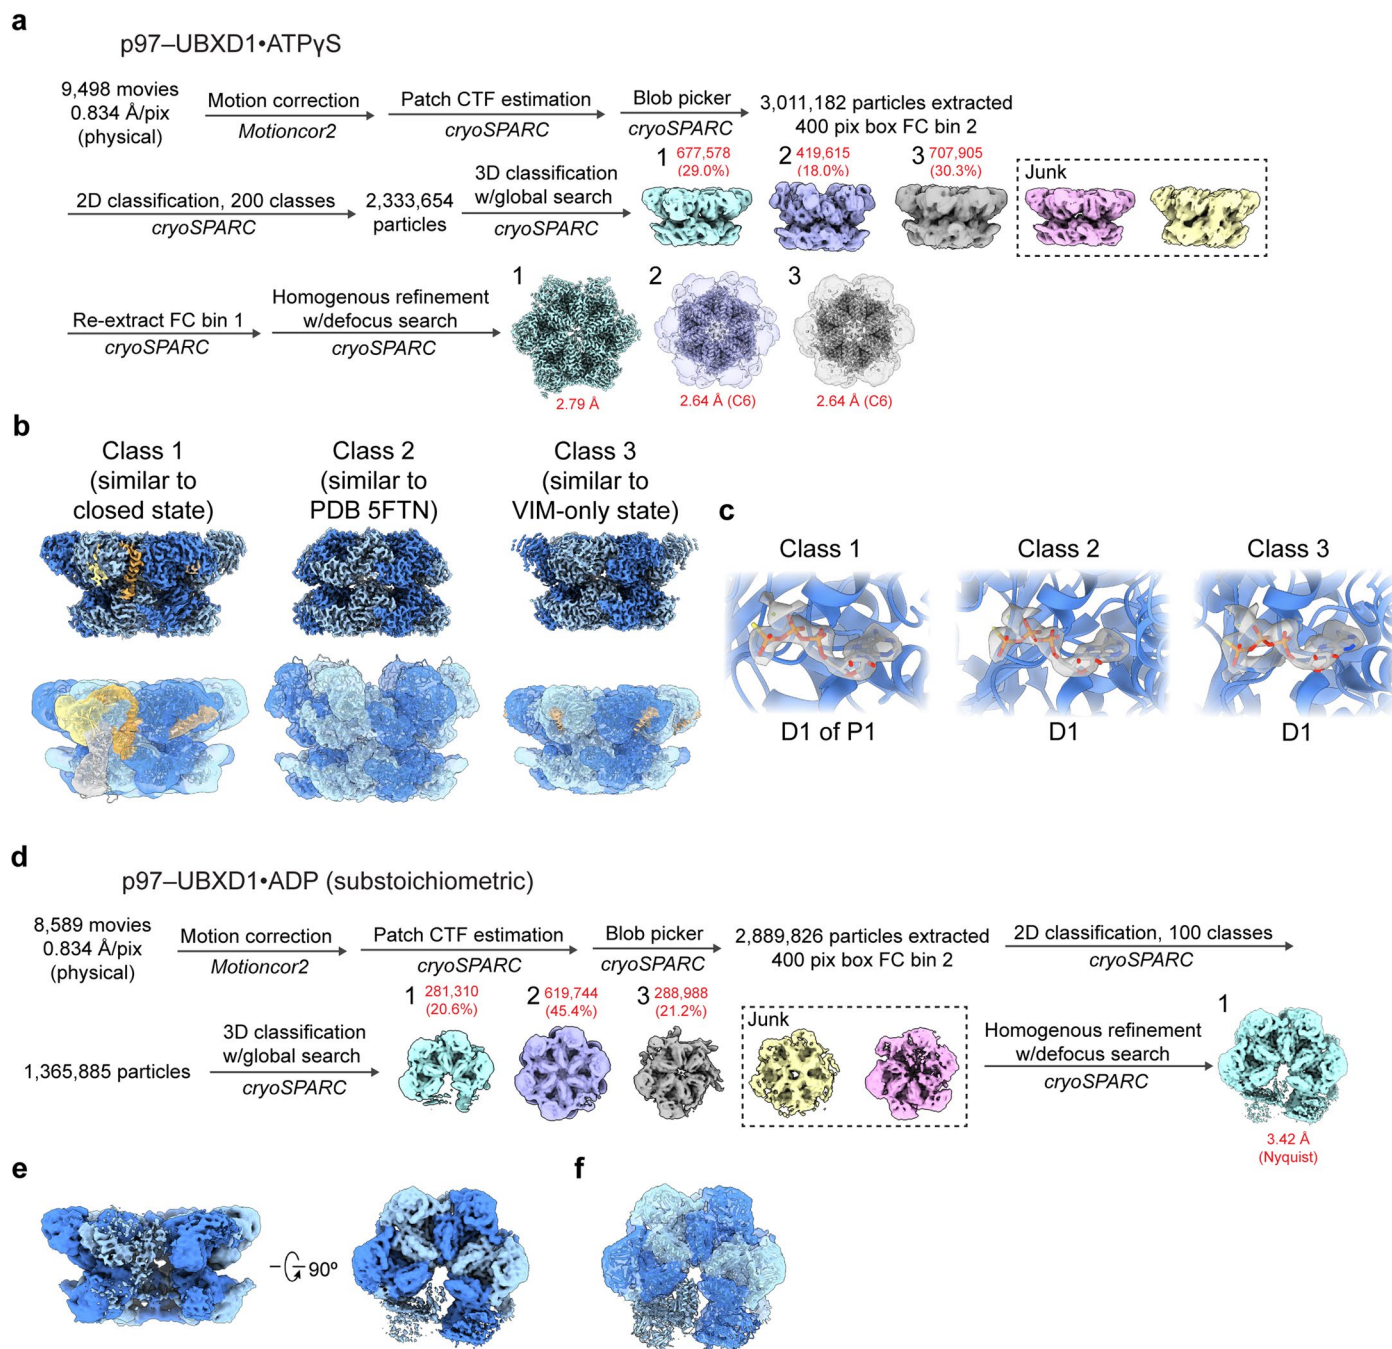 a
p97–UBXD1•ATPγS
9,498 movies
0.834 Å/pix
(physical)
Motion correction
Motioncor2
Patch CTF estimation
cryoSPARC
Blob picker
cryoSPARC
3,011,182 particles extracted
400 pix box FC bin 2
2D classification, 200 classes
cryoSPARC
2,333,654
particles
3D classification
w/global search
cryoSPARC
1 677,578
(29.0%)
2 419,615
(18.0%)
3 707,905
(30.3%)
Junk
Re-extract FC bin 1
cryoSPARC
Homogenous refinement
w/defocus search
cryoSPARC
1
2.79 Å
2
2.64 Å (C6)
3
2.64 Å (C6)
b
Class 1
(similar to
closed state)
Class 2
(similar to
PDB 5FTN)
Class 3
(similar to
VIM-only state)
c
Class 1
Class 2
Class 3
D1 of P1
D1
D1
d
p97–UBXD1•ADP (substoichiometric)
8,589 movies
0.834 Å/pix
(physical)
Motion correction
Motioncor2
Patch CTF estimation
cryoSPARC
Blob picker
cryoSPARC
2,889,826 particles extracted
400 pix box FC bin 2
2D classification, 100 classes
cryoSPARC
1,365,885 particles
3D classification
w/global search
cryoSPARC
1 281,310
(20.6%)
2 619,744
(45.4%)
3 288,988
(21.2%)
Junk
Homogenous refinement
w/defocus search
cryoSPARC
1
3.42 Å
(Nyquist)
e
90º
f